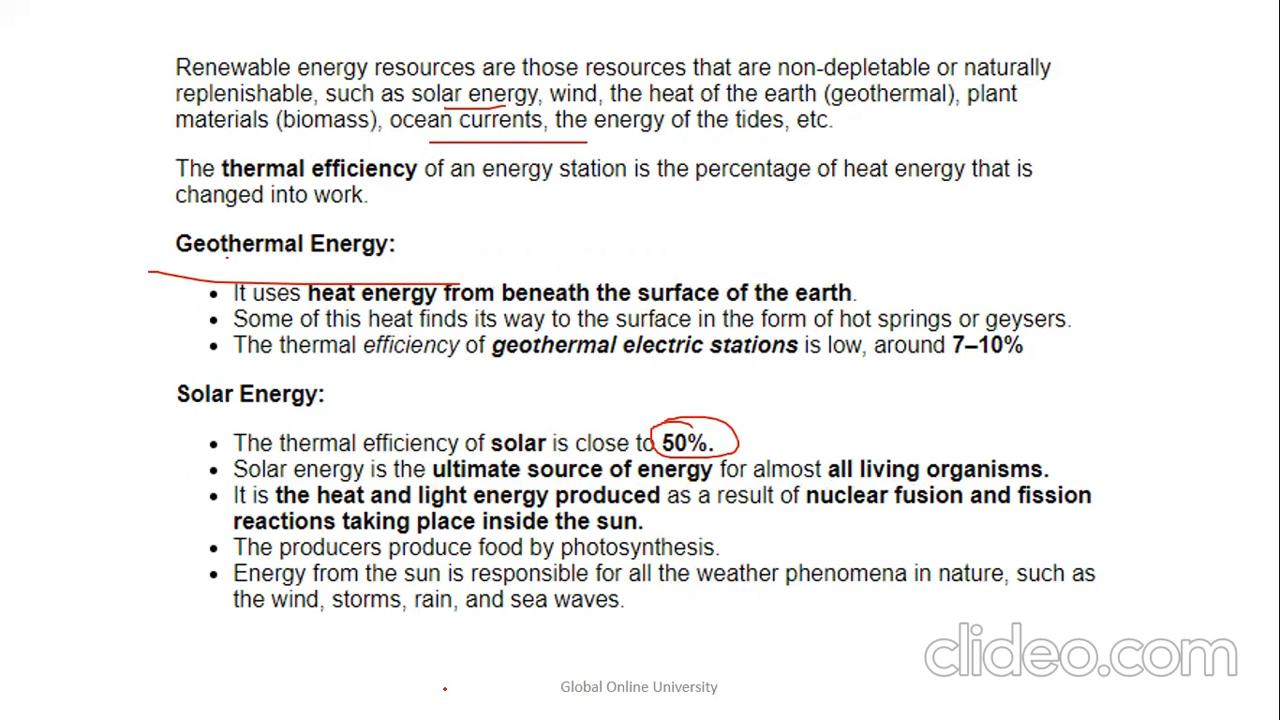 Renewable energy resources are those resources that are non-depletable or naturally
replenishable, such as solar energy, wind, the heat of the earth (geothermal), plant
materials (biomass), ocean currents, the energy of the tides, etc.
The thermal efficiency of an energy station is the percentage of heat energy that is
changed into work.
Geothermal Energy:
• It uses heat energy from beneath the surface of the earth.
• Some of this heat finds its way to the surface in the form of hot springs or geysers.
• The thermal efficiency of geothermal electric stations is low, around 7–10%
Solar Energy:
• The thermal efficiency of solar is close to 50%.
• Solar energy is the ultimate source of energy for almost all living organisms.
• It is the heat and light energy produced as a result of nuclear fusion and fission
reactions taking place inside the sun.
• The producers produce food by photosynthesis.
• Energy from the sun is responsible for all the weather phenomena in nature, such as
the wind, storms, rain, and sea waves.
clideo.com
Global Online University